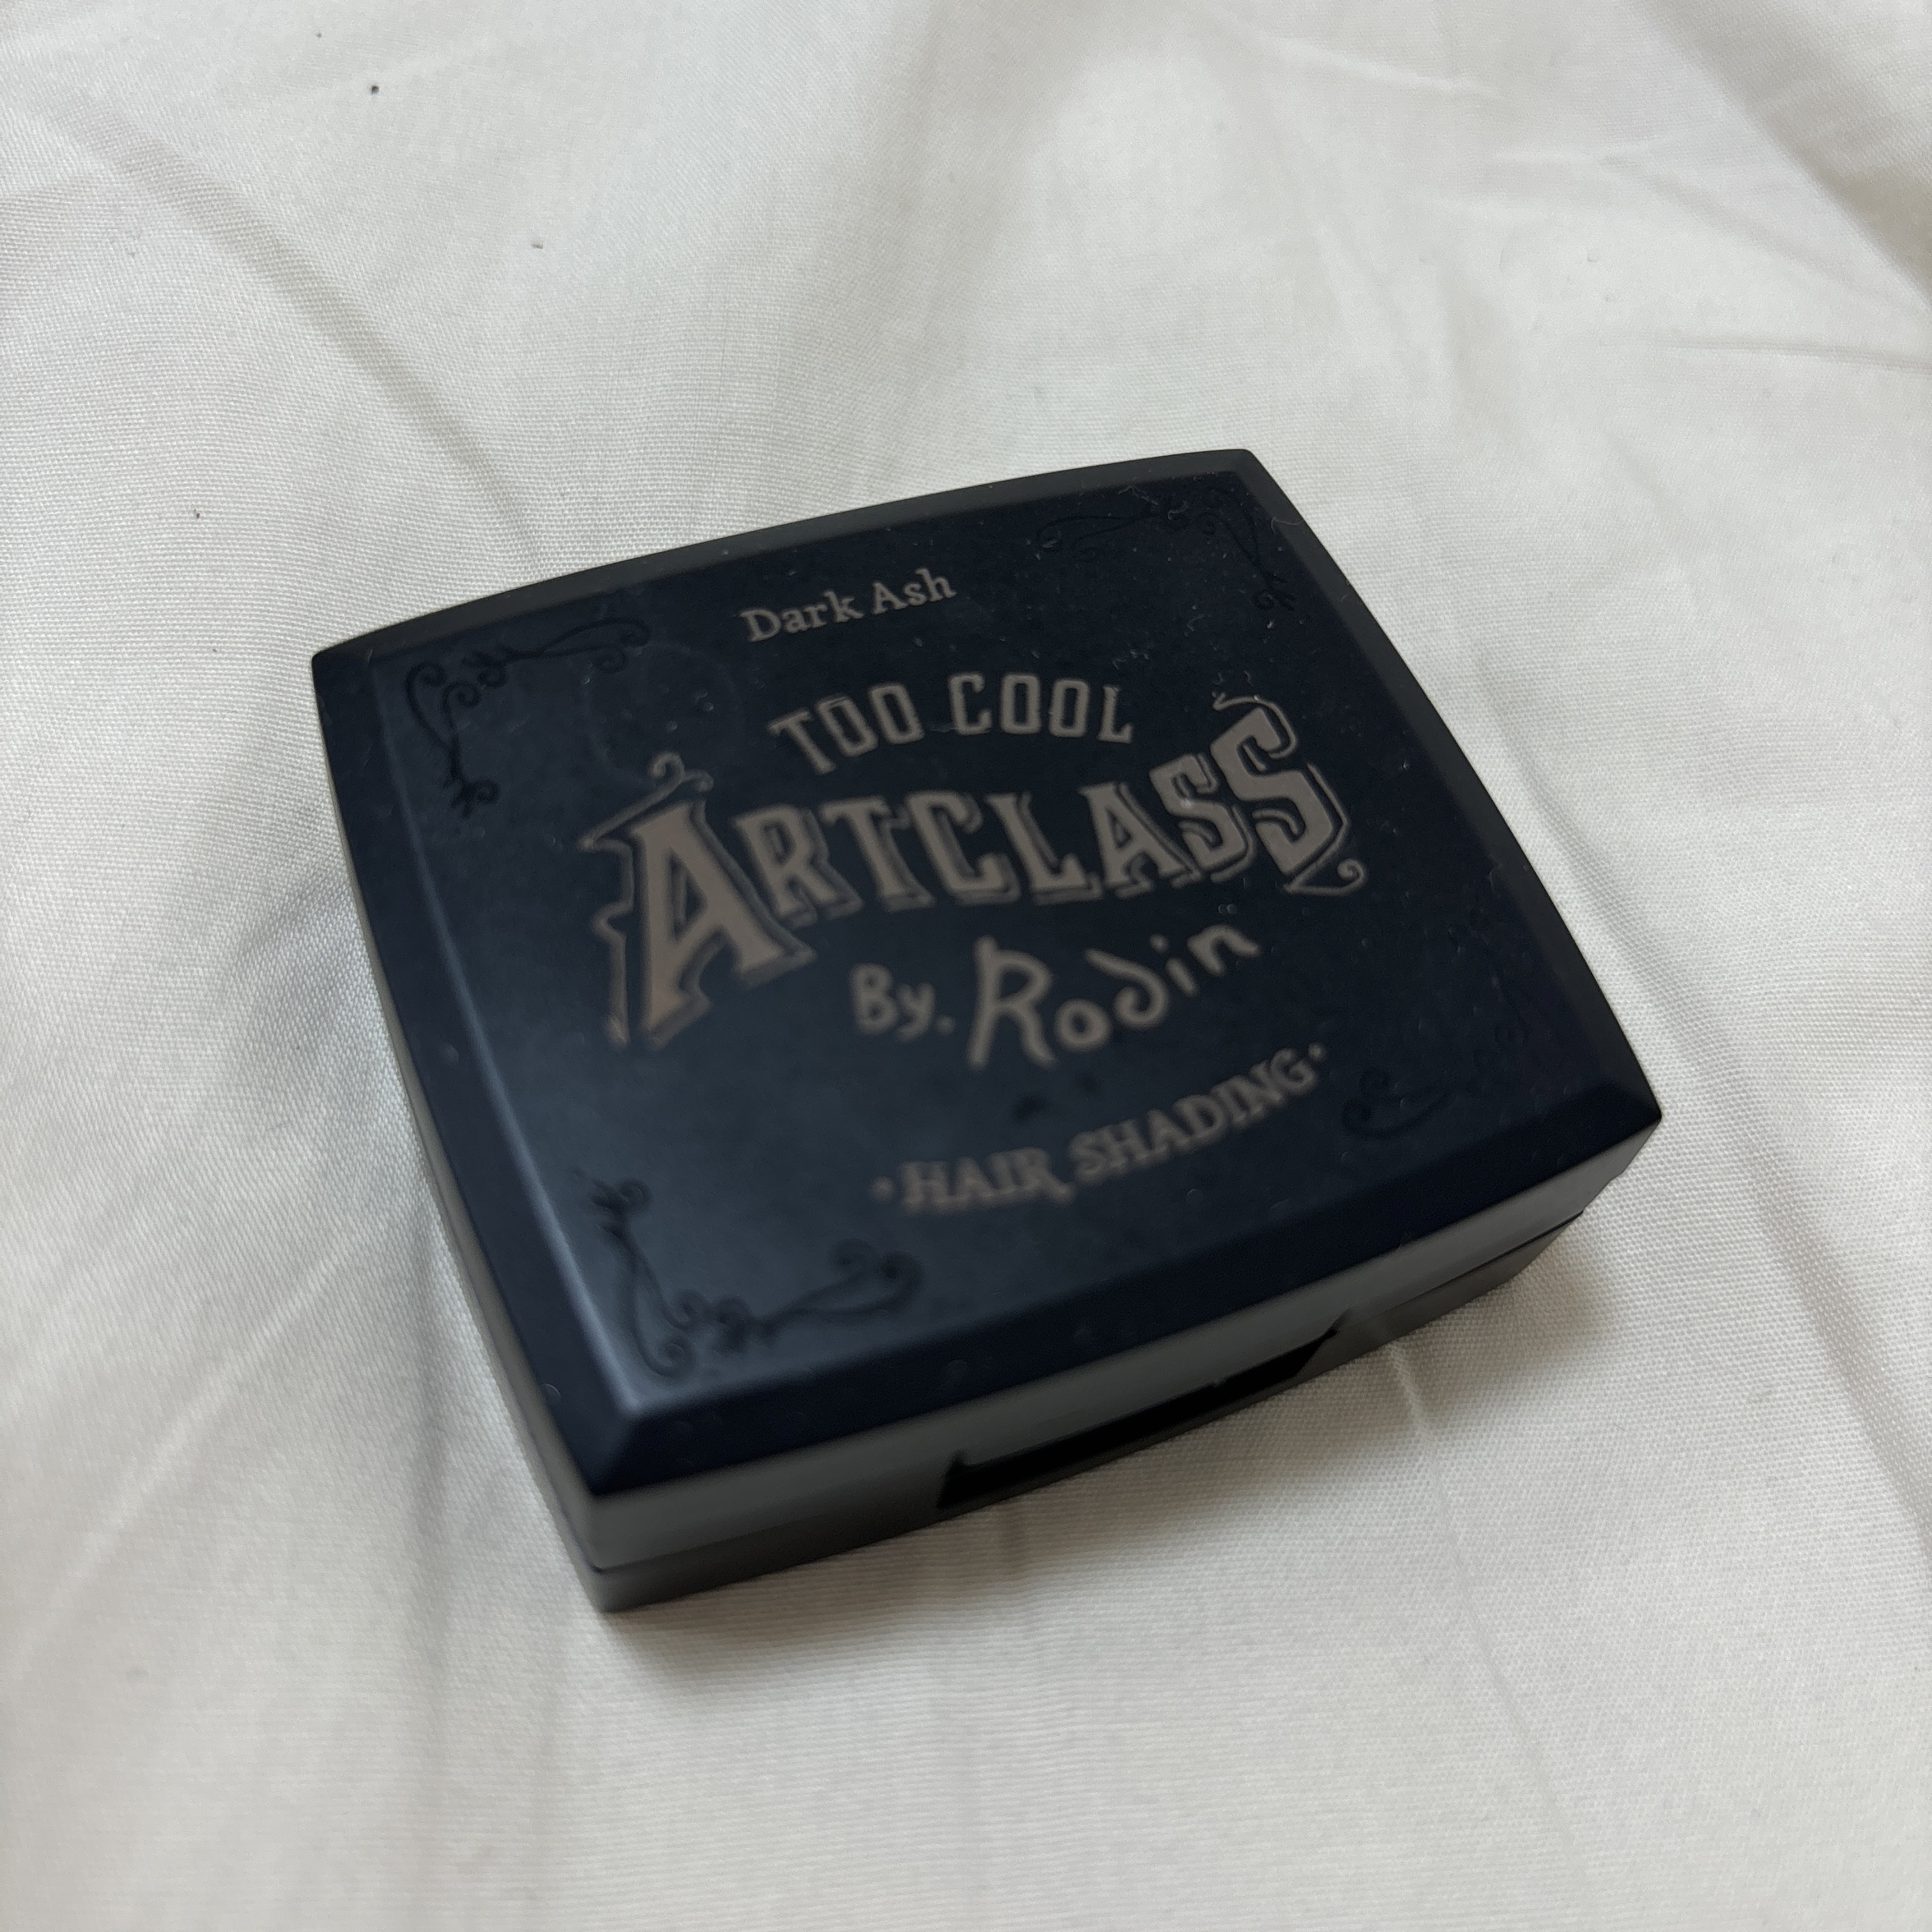 Dark Ash
TOO COOL
ARTCLASS
By. Rodin
·HAIR SHADING·